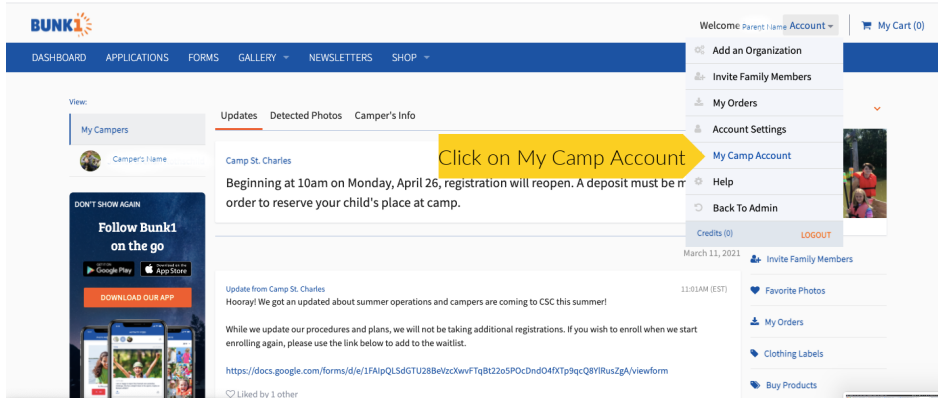 BUNK1
Welcome Parent Name Account
My Cart (0)
DASHBOARD APPLICATIONS FORMS GALLERY NEWSLETTERS SHOP
Add an Organization
Invite Family Members
My Orders
Account Settings
My Camp Account
Help
Back To Admin
Credits (0) LOGOUT
View:
My Campers
Camper's Name
DON'T SHOW AGAIN
Follow Bunk1
on the go
GET IT ON
Google Play
Download on the
App Store
DOWNLOAD OUR APP
Updates Detected Photos Camper's Info
Click on My Camp Account
Camp St. Charles
Beginning at 10am on Monday, April 26, registration will reopen. A deposit must be m
order to reserve your child's place at camp.
March 11, 2021
Update from Camp St. Charles 11:01AM (EST)
Hooray! We got an updated about summer operations and campers are coming to CSC this summer!
While we update our procedures and plans, we will not be taking additional registrations. If you wish to enroll when we start
enrolling again, please use the link below to add to the waitlist.
https://docs.google.com/forms/d/e/1FAIpQLSdGTU28BeVzcXwvFTqBt22o5POcDndO4fXTp9qcQ8YlRusZgA/viewform
Liked by 1 other
Invite Family Members
Favorite Photos
My Orders
Clothing Labels
Buy Products